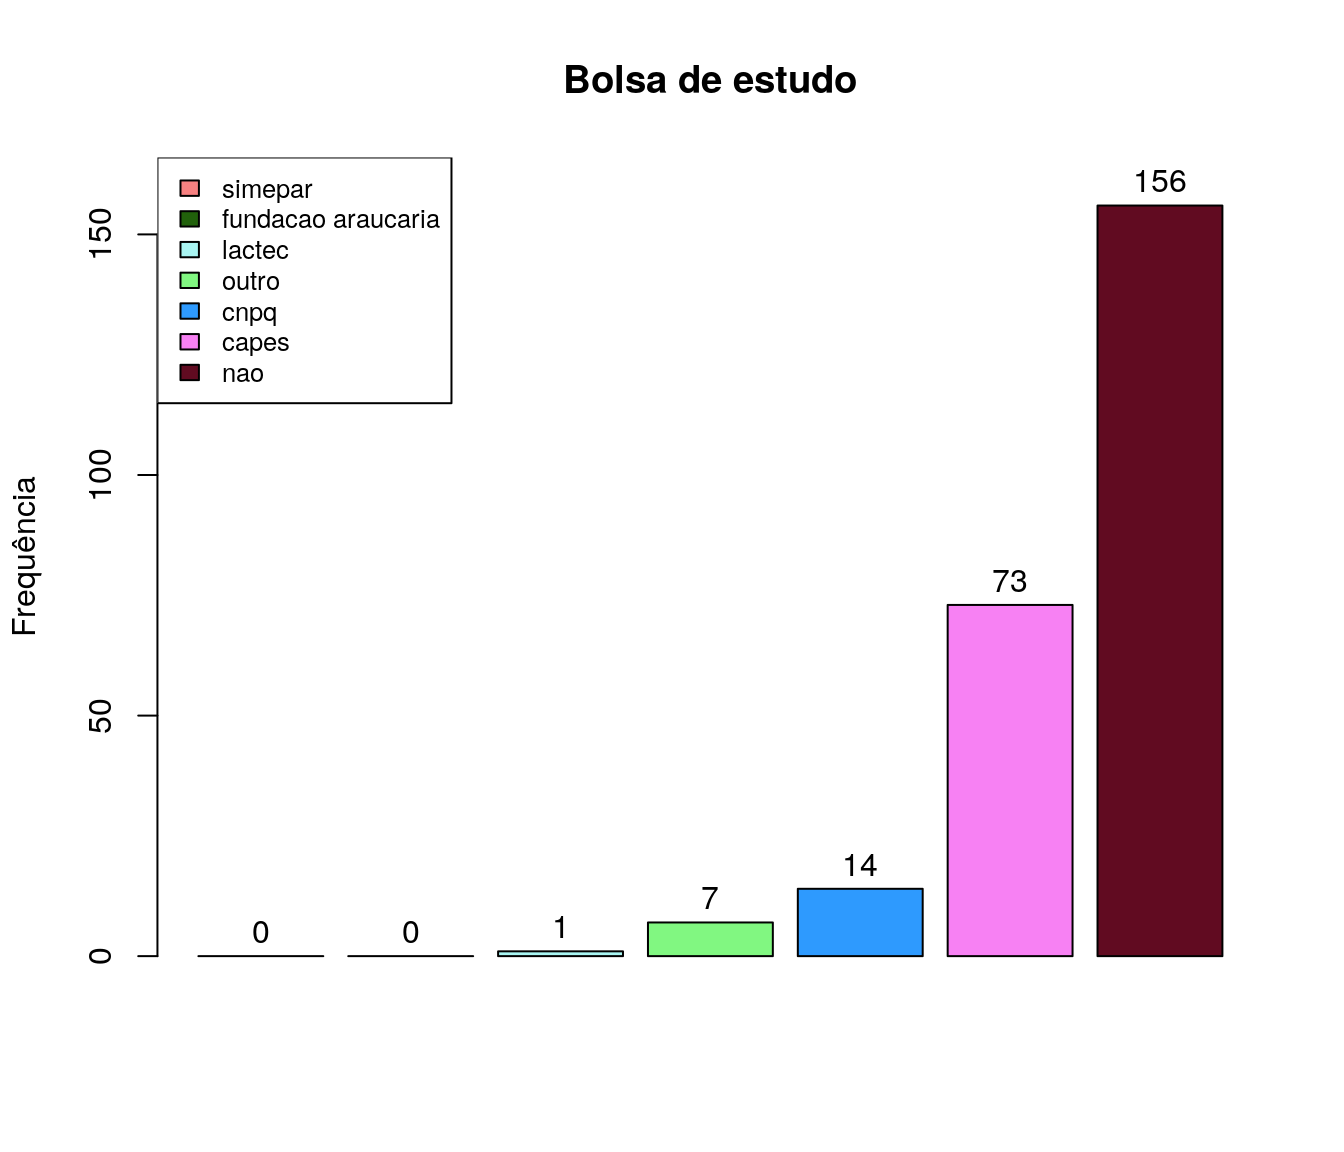 Bolsa de estudo
simepar
fundacao araucaria
lactec
outro
cnpq
capes
nao
Frequência
150
100
50
0
0
0
1
7
14
73
156